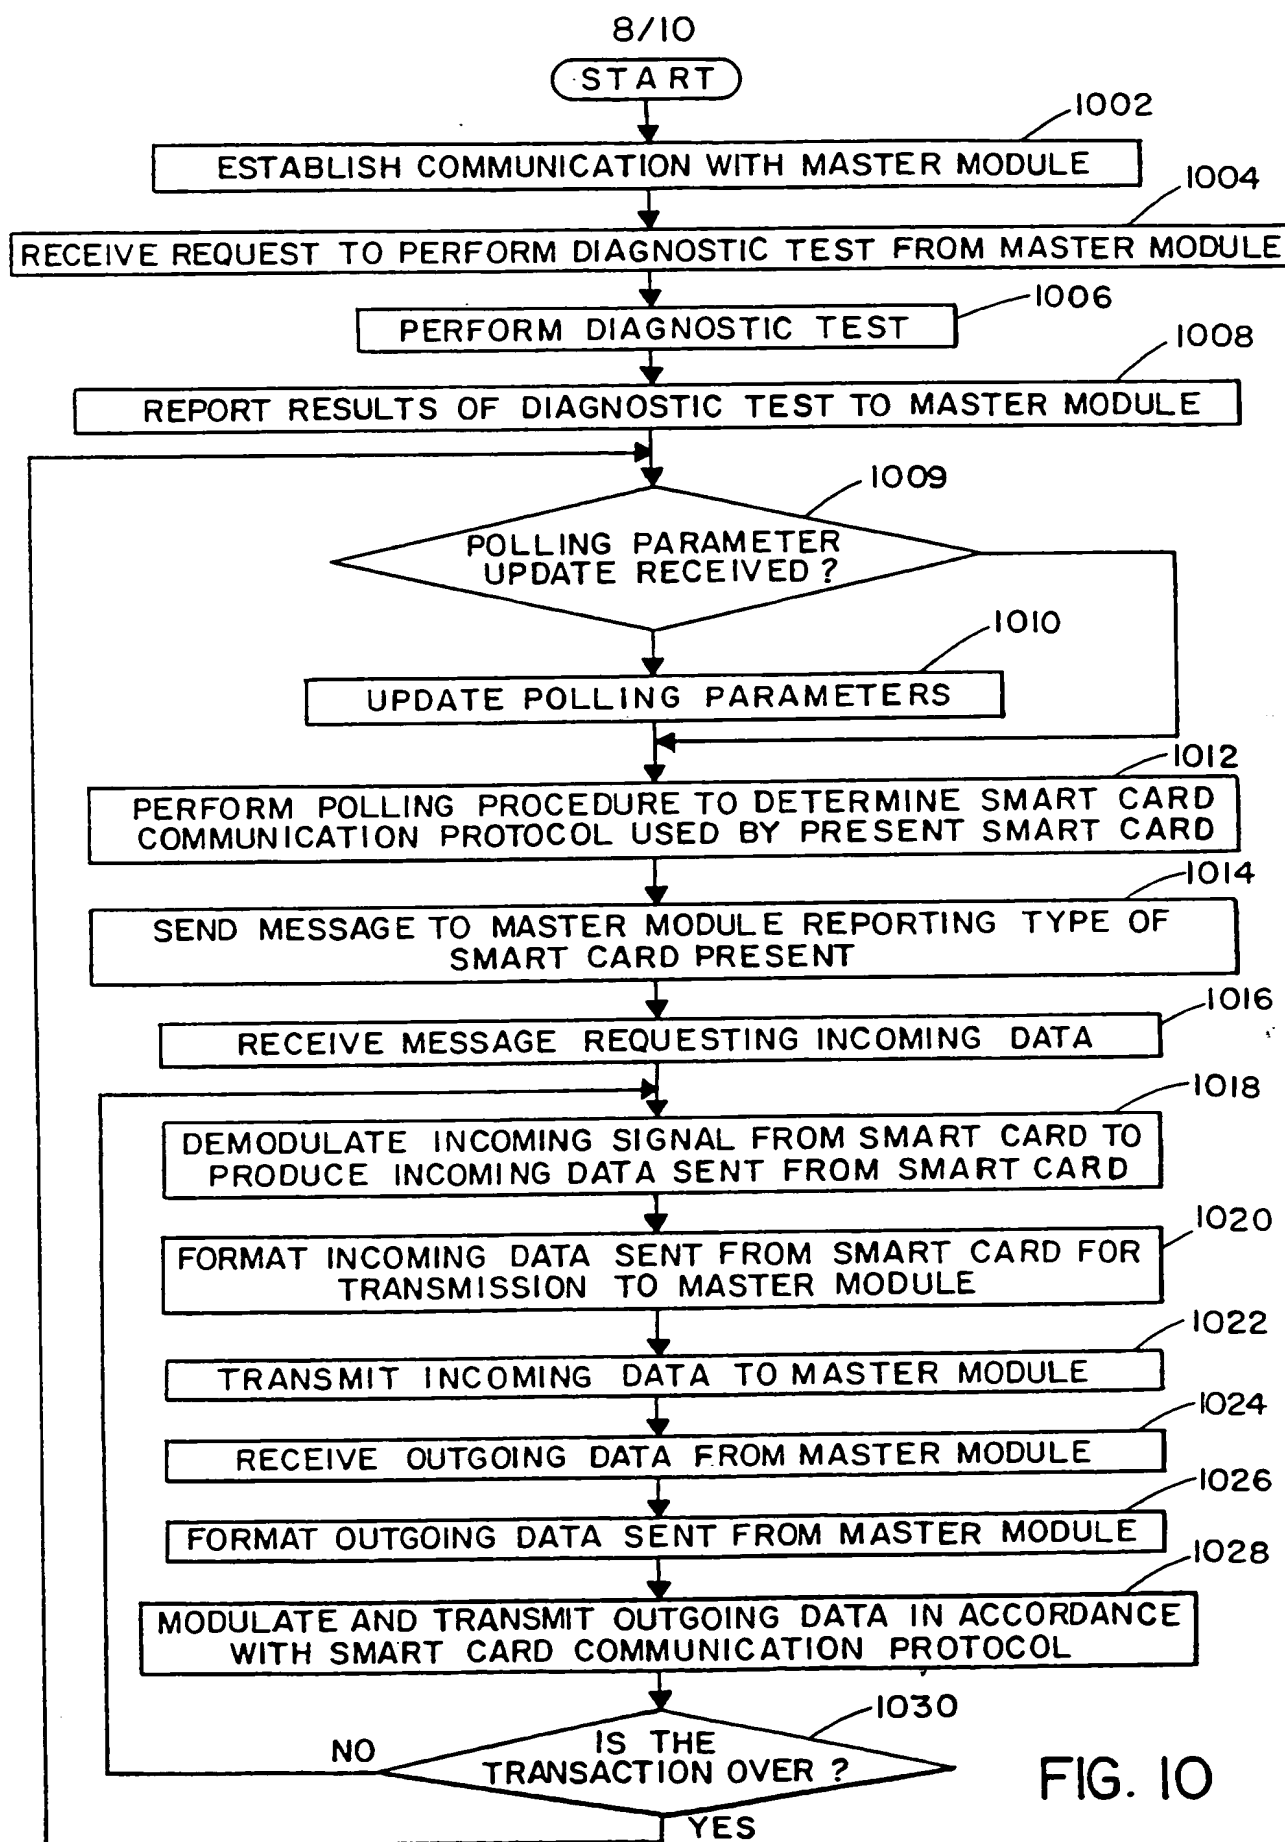 8/10
START
1002
ESTABLISH COMMUNICATION WITH MASTER MODULE
1004
RECEIVE REQUEST TO PERFORM DIAGNOSTIC TEST FROM MASTER MODULE
1006
PERFORM DIAGNOSTIC TEST
1008
REPORT RESULTS OF DIAGNOSTIC TEST TO MASTER MODULE
1009
POLLING PARAMETER
UPDATE RECEIVED?
1010
UPDATE POLLING PARAMETERS
1012
PERFORM POLLING PROCEDURE TO DETERMINE SMART CARD
COMMUNICATION PROTOCOL USED BY PRESENT SMART CARD
1014
SEND MESSAGE TO MASTER MODULE REPORTING TYPE OF
SMART CARD PRESENT
1016
RECEIVE MESSAGE REQUESTING INCOMING DATA
1018
DEMODULATE INCOMING SIGNAL FROM SMART CARD TO
PRODUCE INCOMING DATA SENT FROM SMART CARD
1020
FORMAT INCOMING DATA SENT FROM SMART CARD FOR
TRANSMISSION TO MASTER MODULE
1022
TRANSMIT INCOMING DATA TO MASTER MODULE
1024
RECEIVE OUTGOING DATA FROM MASTER MODULE
1026
FORMAT OUTGOING DATA SENT FROM MASTER MODULE
1028
MODULATE AND TRANSMIT OUTGOING DATA IN ACCORDANCE
WITH SMART CARD COMMUNICATION PROTOCOL
1030
NO
IS THE
TRANSACTION OVER?
YES
FIG. 10